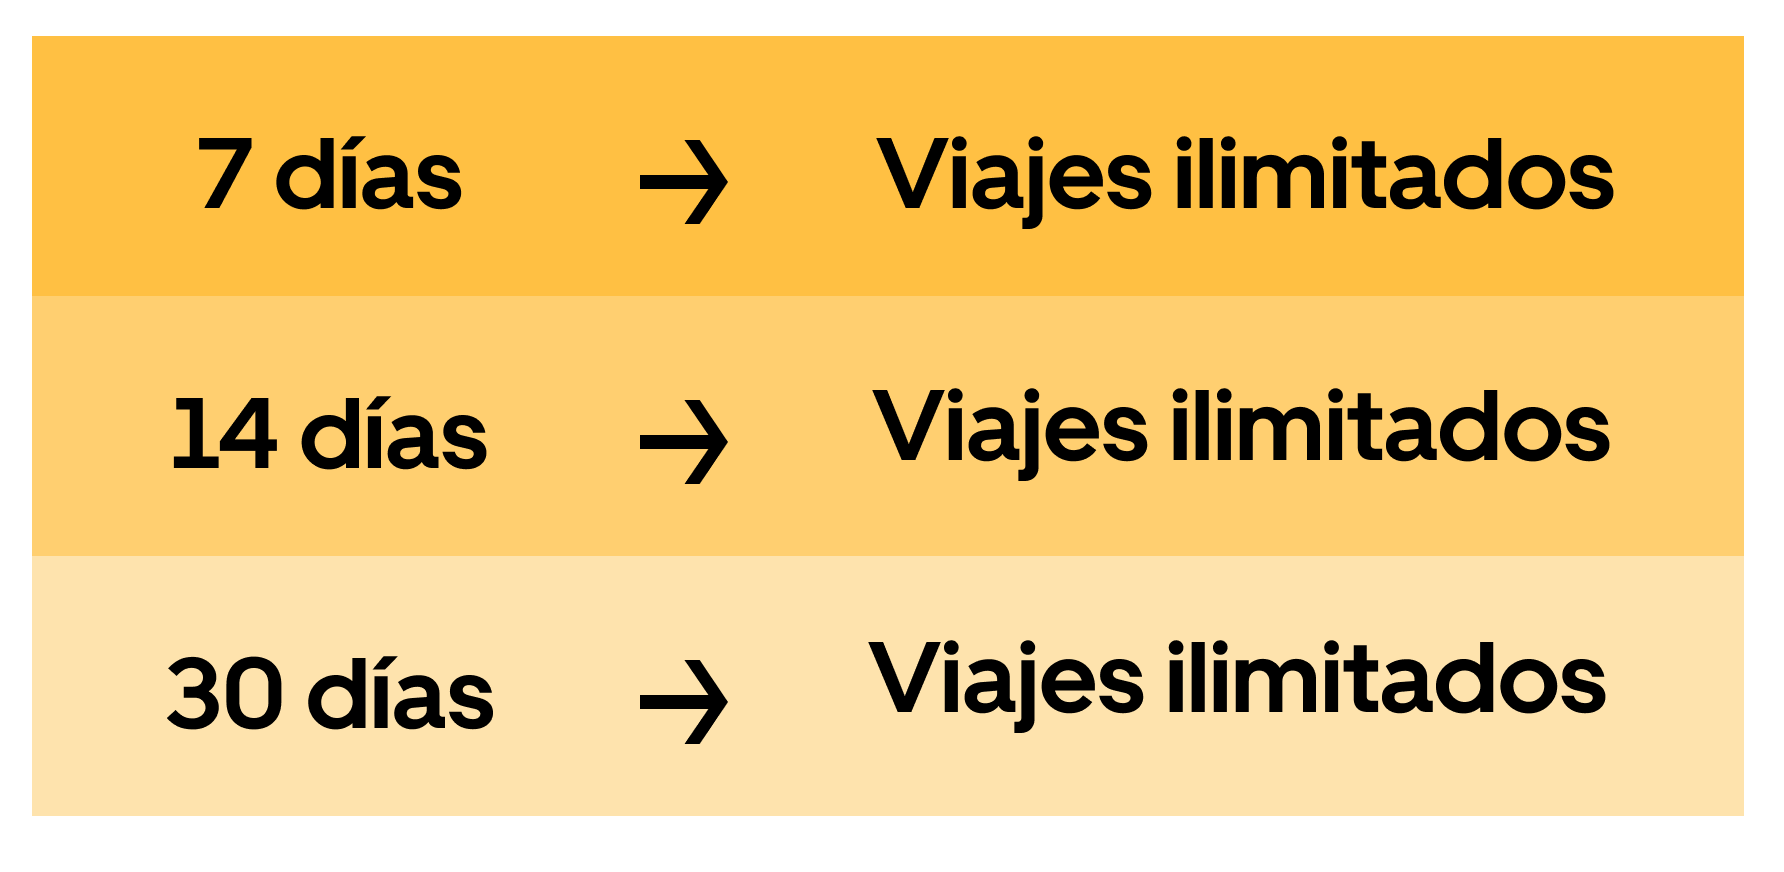 7 días → Viajes ilimitados
14 días → Viajes ilimitados
30 días → Viajes ilimitados